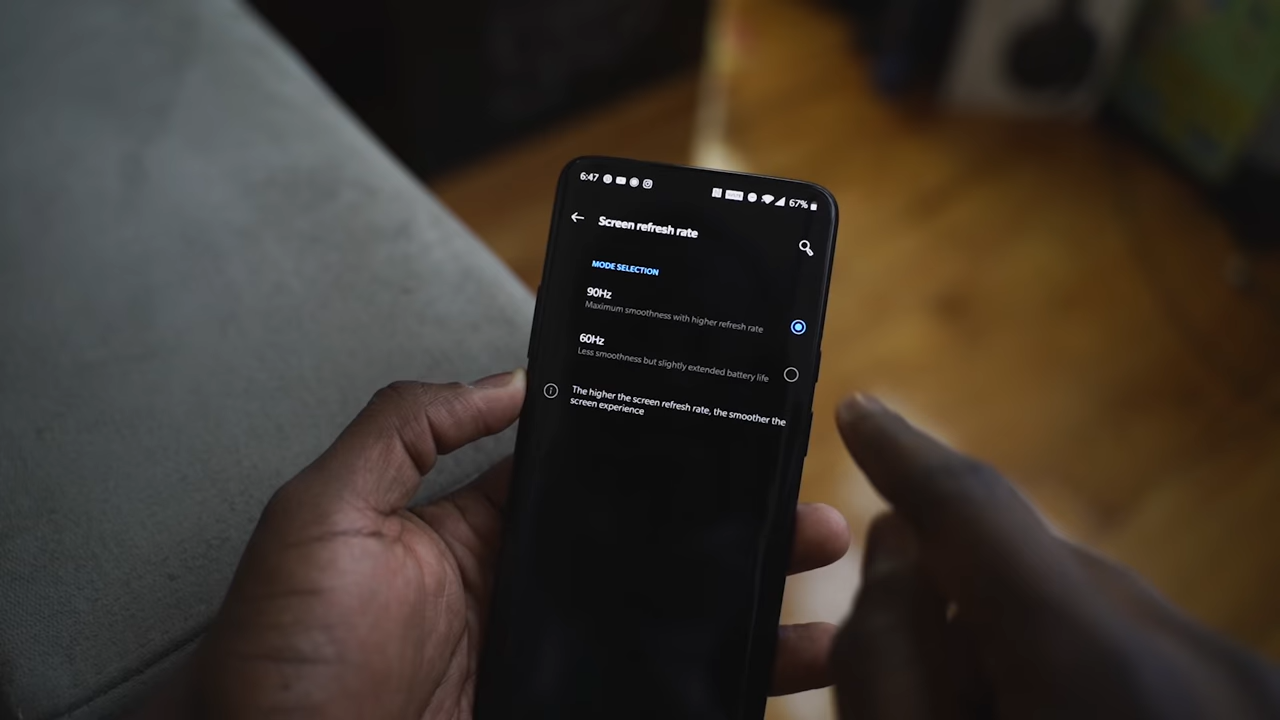 6:47 67%
Screen refresh rate
MODE SELECTION
90Hz
Maximum smoothness with higher refresh rate
60Hz
Less smoothness but slightly extended battery life
The higher the screen refresh rate, the smoother the
screen experience